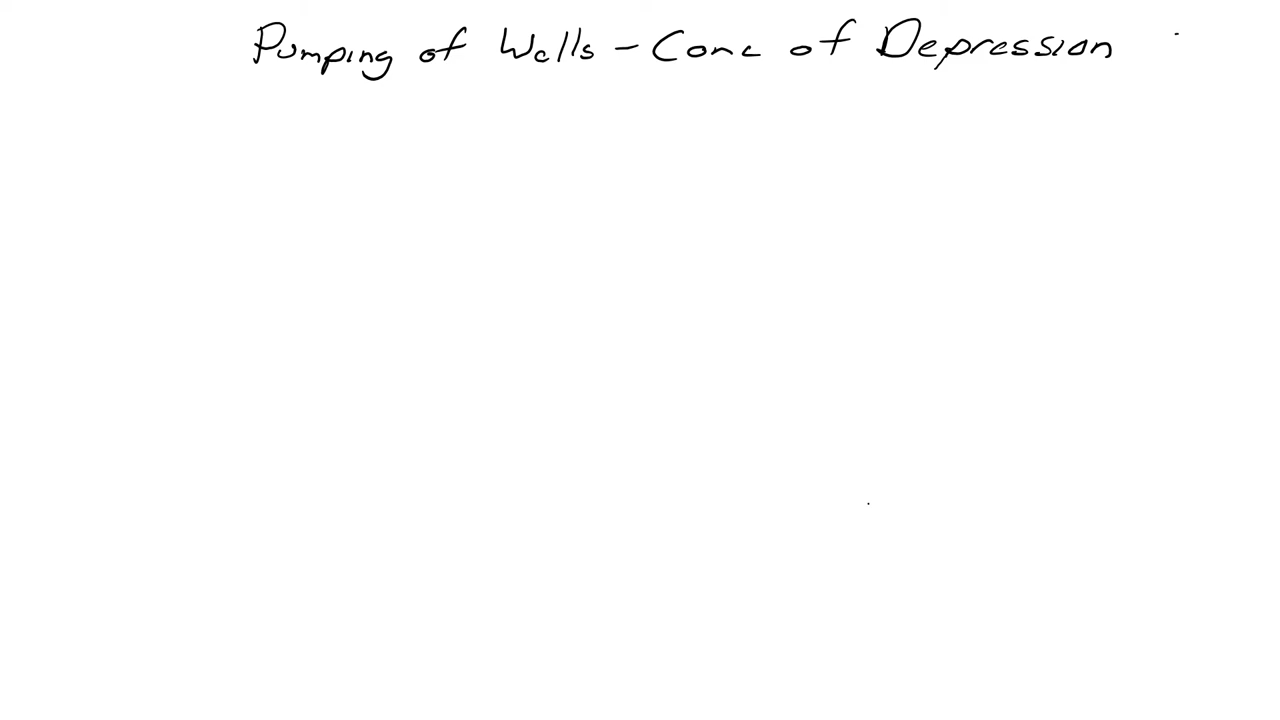 Pumping of Wells - Cone of Depression